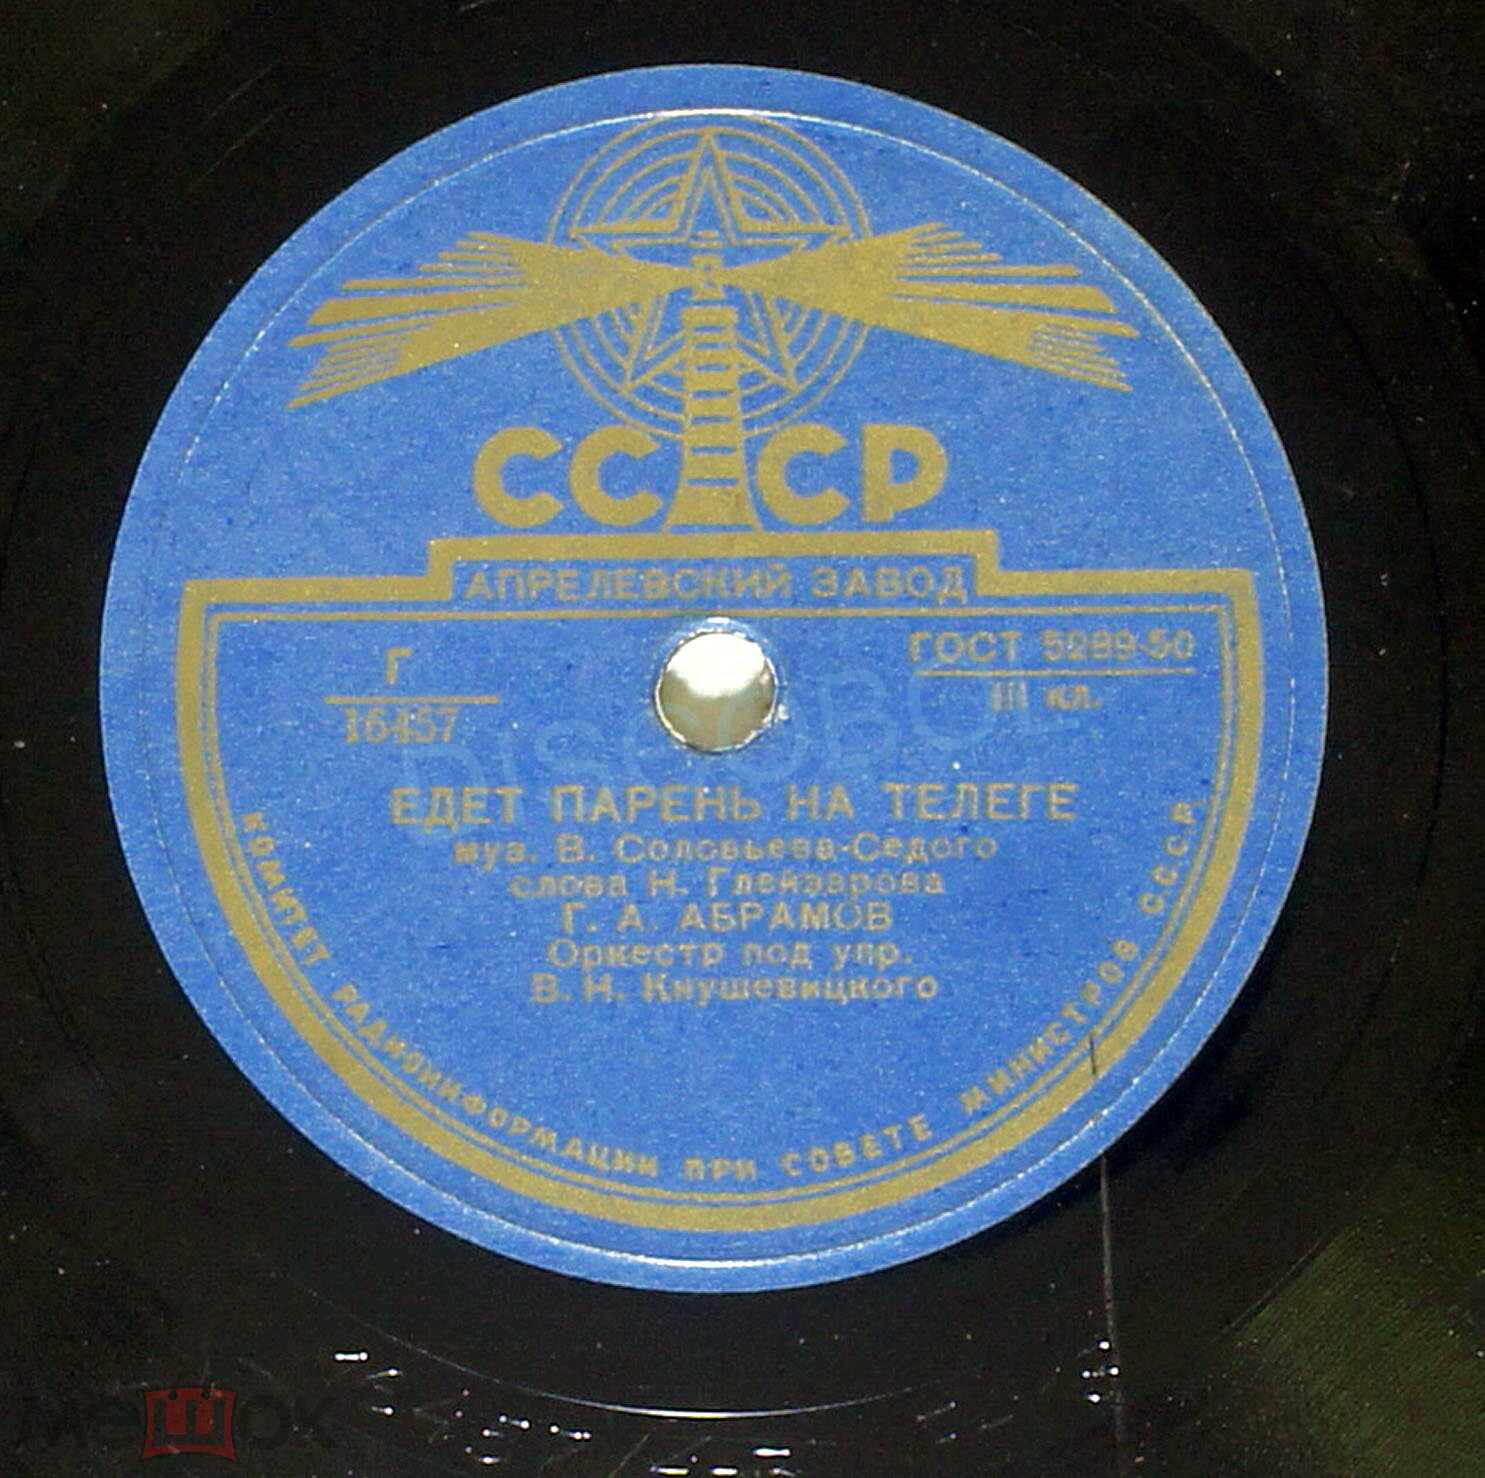 СССР
АПРЕЛЕВСКИЙ ЗАВОД
Г
16457
ГОСТ 5289-50
III кл.
ЕДЕТ ПАРЕНЬ НА ТЕЛЕГЕ
муз. В. Соловьева-Седого
слова Н. Глейзарова
Г. А. АБРАМОВ
Оркестр под упр.
В. Н. Кнушевицкого
КОМИТЕТ РАДИОИНФОРМАЦИИ ПРИ СОВЕТЕ МИНИСТРОВ СССР
DISCOBOL
мешок